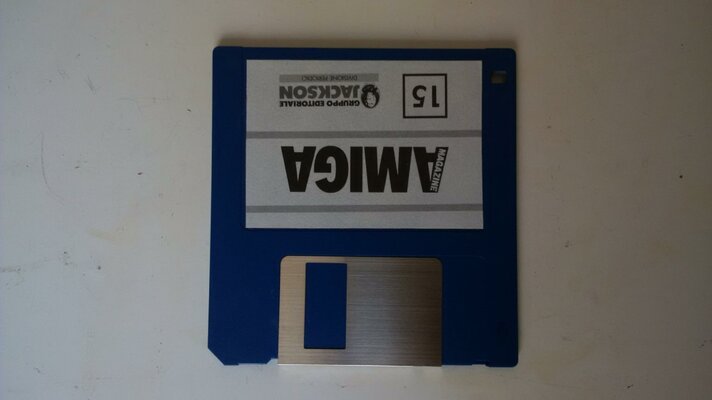 AMIGA
MAGAZINE
15
GRUPPO EDITORIALE
JACKSON
DIVISIONE PERIODICI